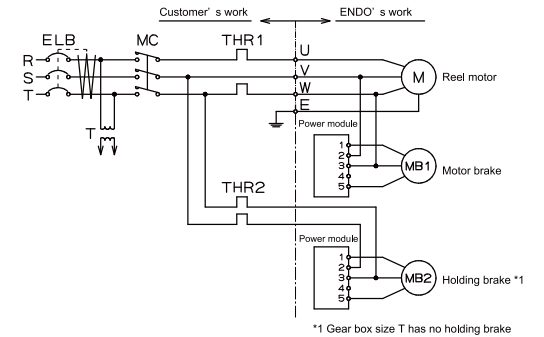 Customer' s work
ENDO' s work
ELB
MC
THR1
U
R
S
T
V
W
E
M
Reel motor
T
Power module
1
2
3
4
5
MB1
Motor brake
THR2
Power module
1
2
3
4
5
MB2
Holding brake *1
*1 Gear box size T has no holding brake